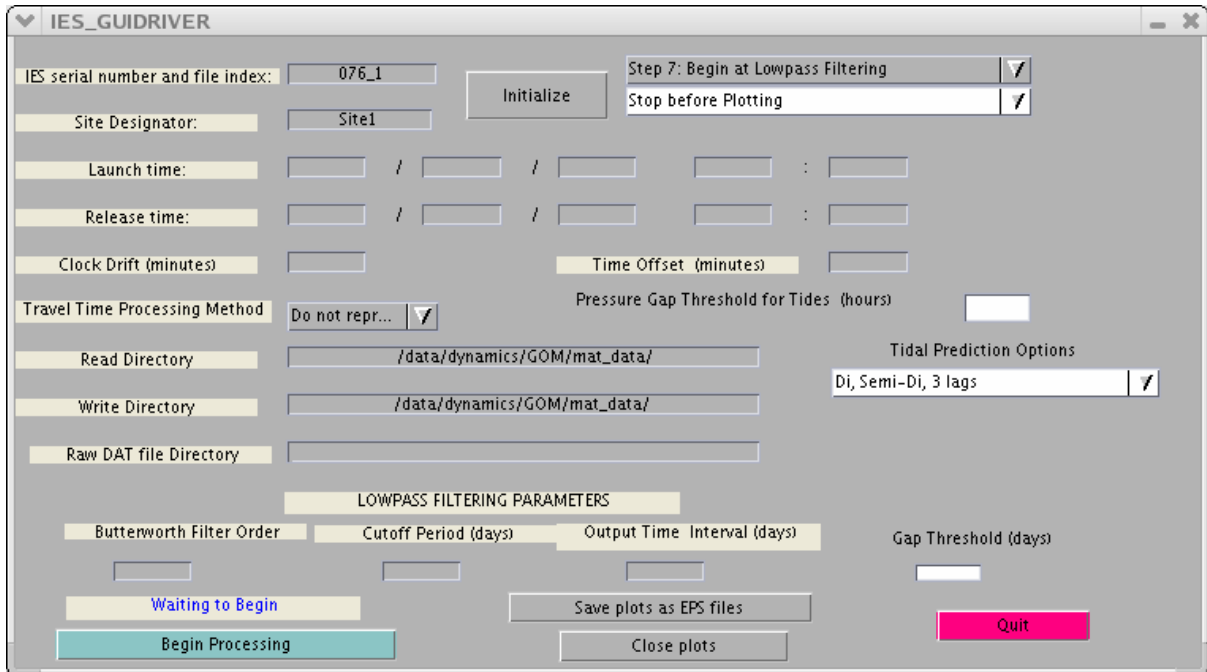 IES_GUIDRIVER
IES serial number and file index: 076_1
Initialize
Step 7: Begin at Lowpass Filtering
Stop before Plotting
Site Designator: Site1
Launch time: / / :
Release time: / / :
Clock Drift (minutes)
Time Offset (minutes)
Travel Time Processing Method
Do not repr...
Pressure Gap Threshold for Tides (hours)
Read Directory /data/dynamics/GOM/mat_data/
Tidal Prediction Options
Di, Semi-Di, 3 lags
Write Directory /data/dynamics/GOM/mat_data/
Raw DAT file Directory
LOWPASS FILTERING PARAMETERS
Butterworth Filter Order
Cutoff Period (days)
Output Time Interval (days)
Gap Threshold (days)
Waiting to Begin
Save plots as EPS files
Quit
Begin Processing
Close plots